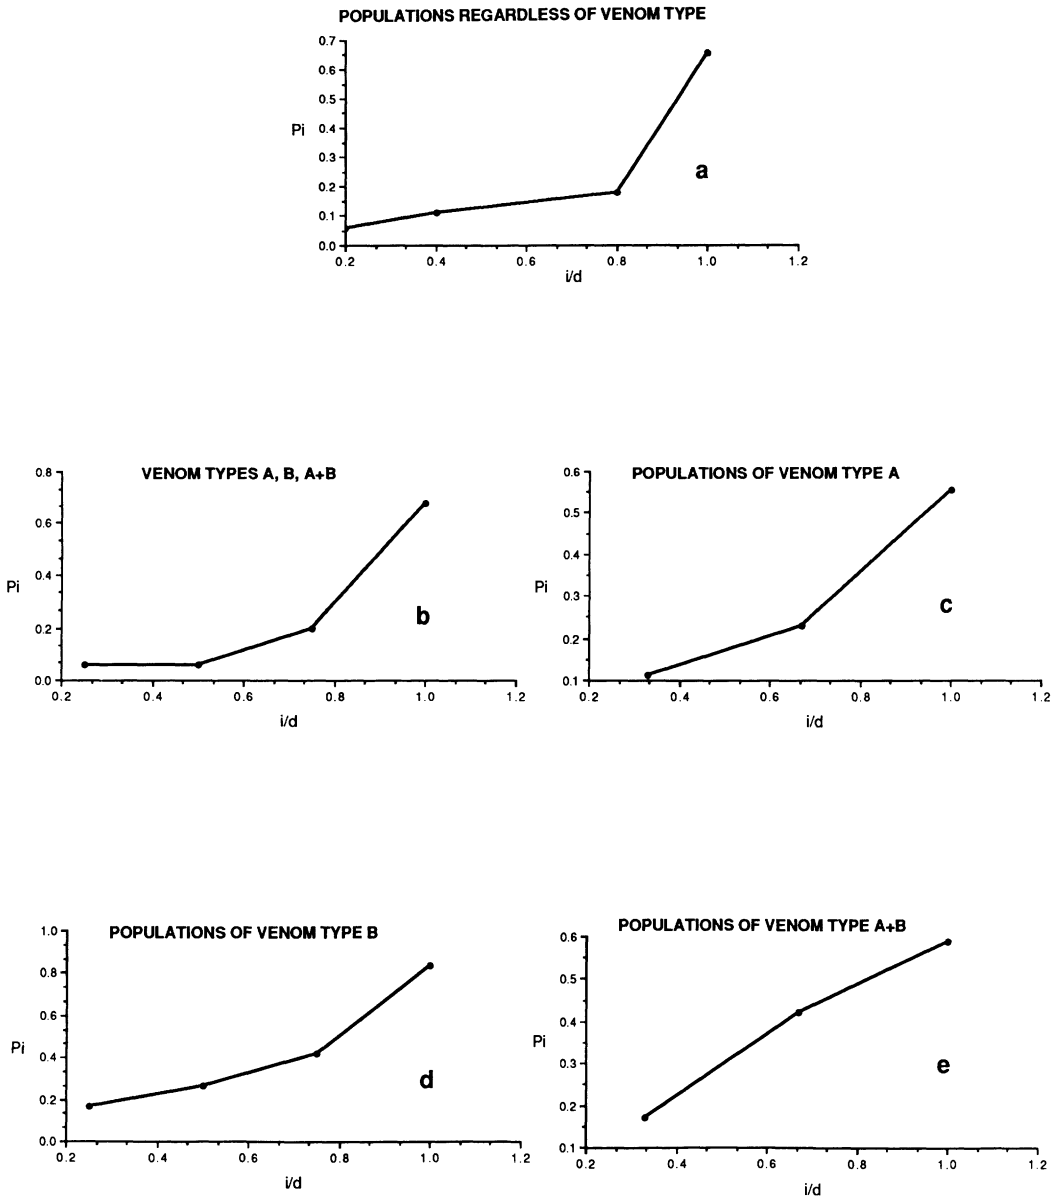 POPULATIONS REGARDLESS OF VENOM TYPE
0.7
0.6
0.5
0.4
0.3
0.2
0.1
0.0
Pi
a
0.2 0.4 0.6 0.8 1.0 1.2
i/d
VENOM TYPES A, B, A+B
0.8
0.6
0.4
0.2
0.0
Pi
b
0.2 0.4 0.6 0.8 1.0 1.2
i/d
POPULATIONS OF VENOM TYPE A
0.6
0.5
0.4
0.3
0.2
0.1
Pi
c
0.2 0.4 0.6 0.8 1.0 1.2
i/d
POPULATIONS OF VENOM TYPE B
1.0
0.8
0.6
0.4
0.2
0.0
Pi
d
0.2 0.4 0.6 0.8 1.0 1.2
i/d
POPULATIONS OF VENOM TYPE A+B
0.6
0.5
0.4
0.3
0.2
0.1
Pi
e
0.2 0.4 0.6 0.8 1.0 1.2
i/d